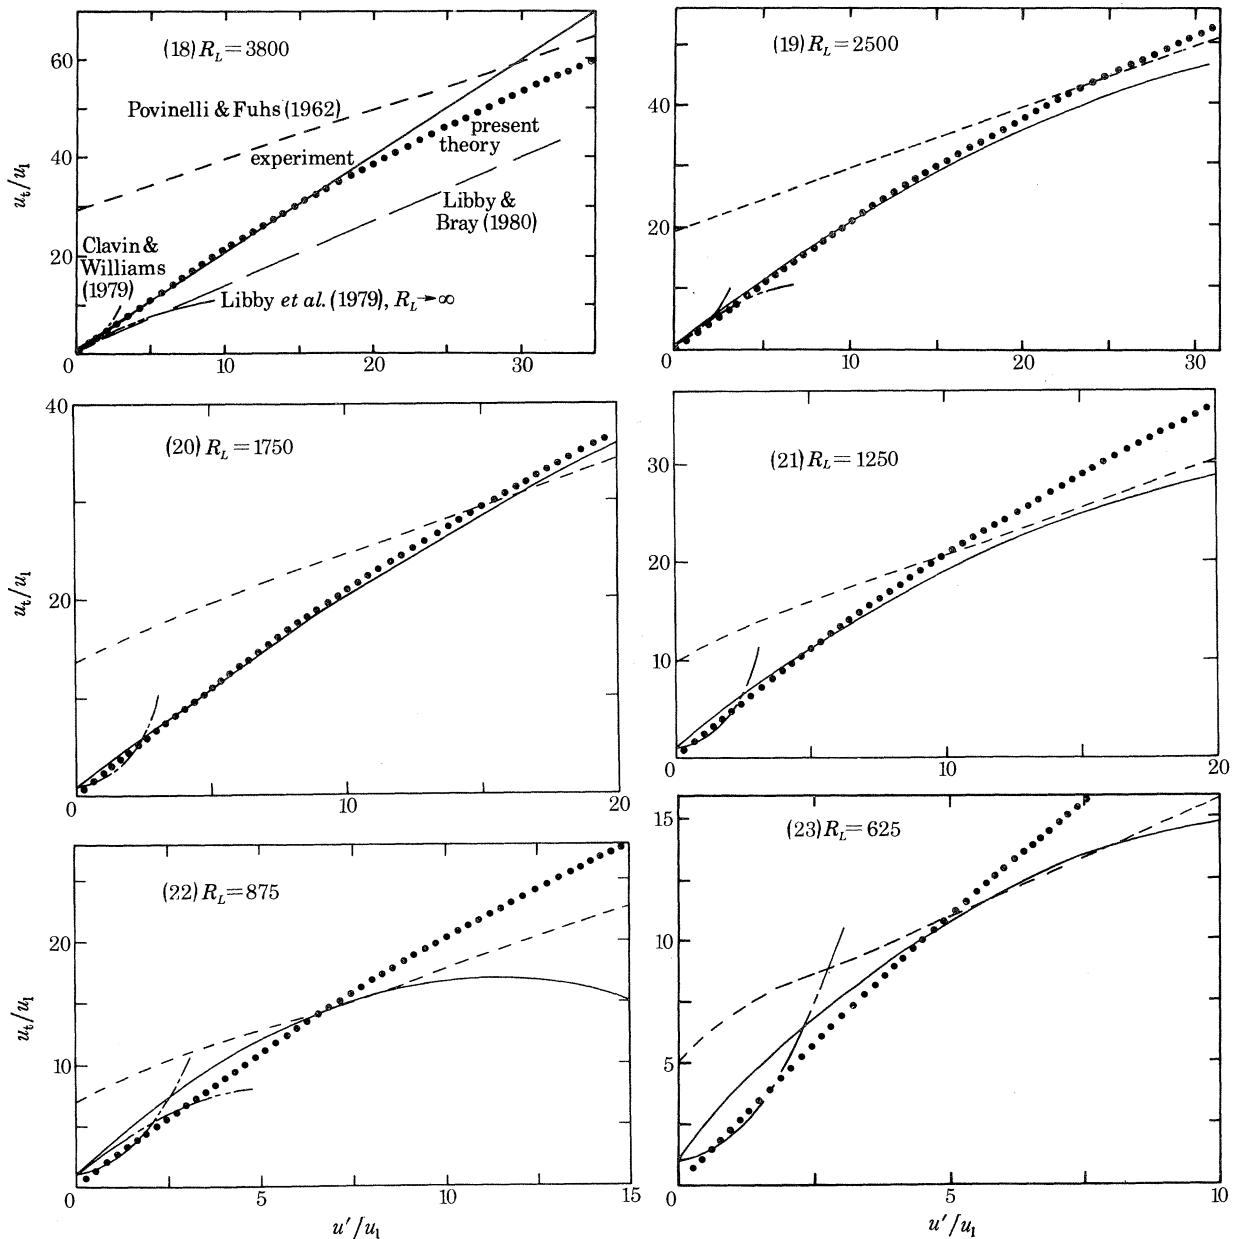 (18) R_L = 3800
Povinelli & Fuhs (1962)
experiment
present
theory
Libby &
Bray (1980)
Clavin &
Williams
(1979)
Libby et al. (1979), R_L → ∞
u_t/u_l
60
40
20
0
10
20
30
(19) R_L = 2500
40
20
0
10
20
30
(20) R_L = 1750
u_t/u_l
40
20
0
10
20
(21) R_L = 1250
30
20
10
0
10
20
(22) R_L = 875
u_t/u_l
20
10
0
5
10
15
u′/u_l
(23) R_L = 625
15
10
5
0
5
10
u′/u_l